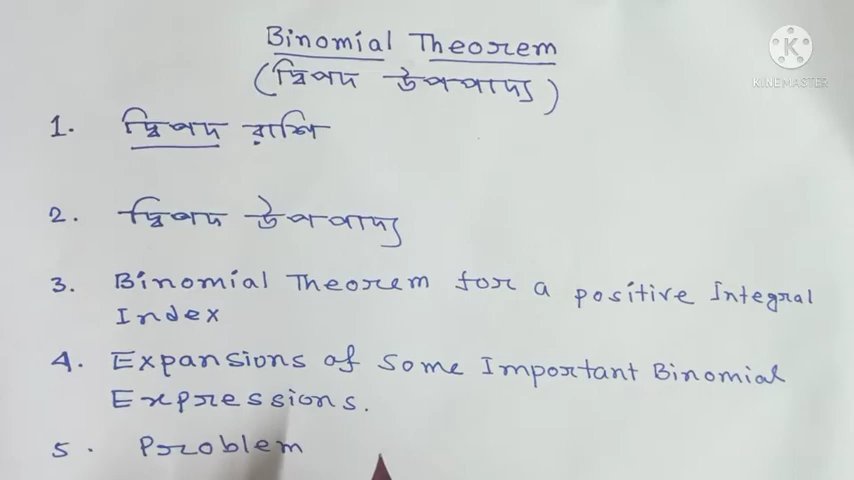 Binomial Theorem
(দ্বিপদ উপপাদ্য)
K
KINEMASTER
1. দ্বিপদ রাশি
2. দ্বিপদ উপপাদ্য
3. Binomial Theorem for a positive Integral
Index
4. Expansions of Some Important Binomial
Expressions.
5. Problem